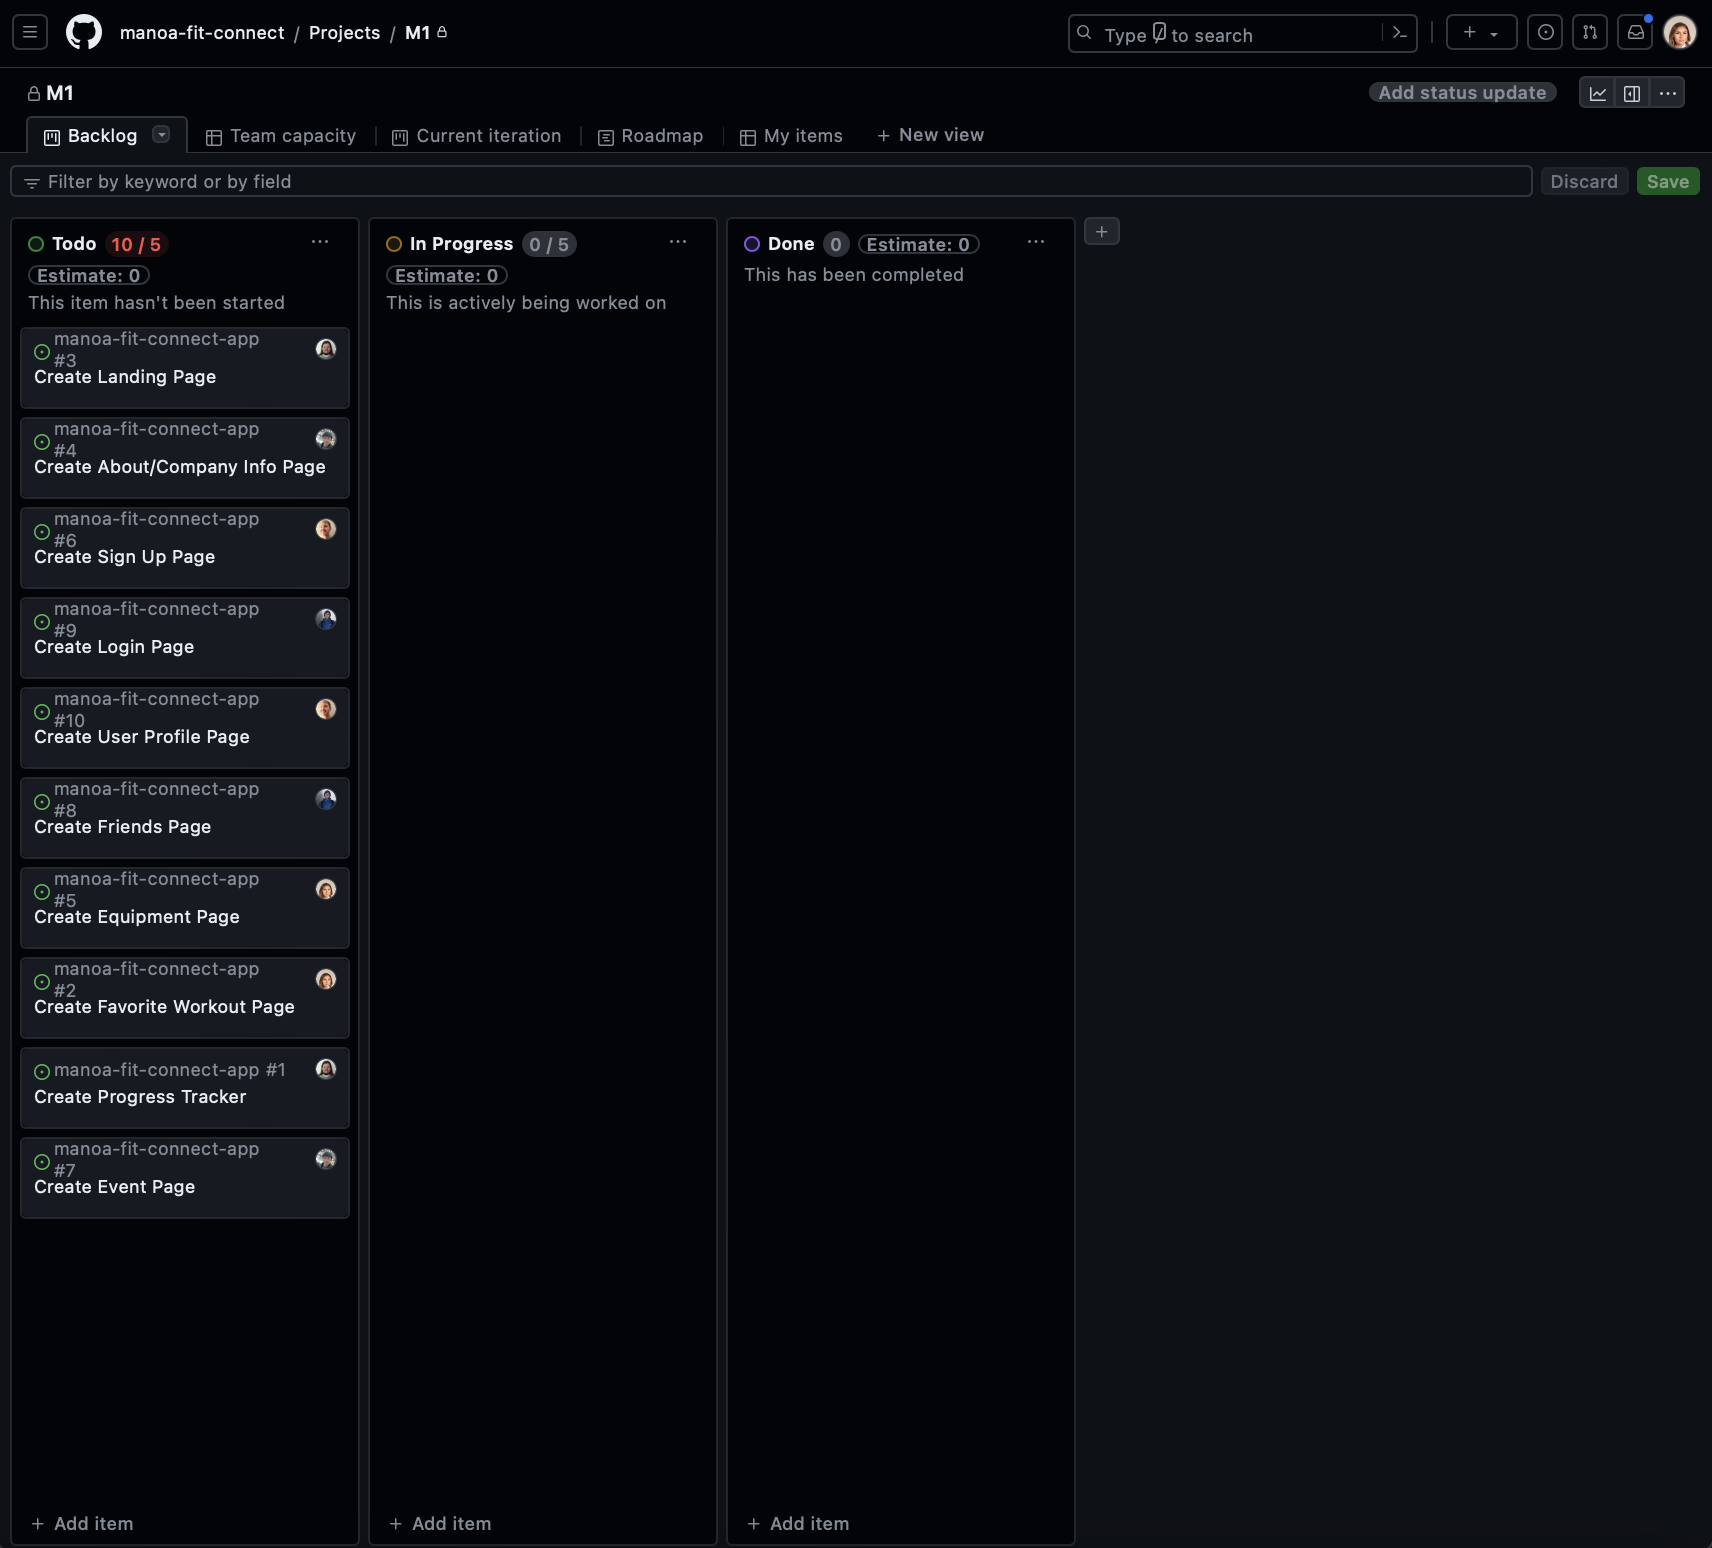 manoa-fit-connect / Projects / M1
Type / to search
M1
Add status update
Backlog
Team capacity
Current iteration
Roadmap
My items
+ New view
Filter by keyword or by field
Discard
Save
Todo 10 / 5
Estimate: 0
This item hasn't been started
manoa-fit-connect-app
#3
Create Landing Page
manoa-fit-connect-app
#4
Create About/Company Info Page
manoa-fit-connect-app
#6
Create Sign Up Page
manoa-fit-connect-app
#9
Create Login Page
manoa-fit-connect-app
#10
Create User Profile Page
manoa-fit-connect-app
#8
Create Friends Page
manoa-fit-connect-app
#5
Create Equipment Page
manoa-fit-connect-app
#2
Create Favorite Workout Page
manoa-fit-connect-app #1
Create Progress Tracker
manoa-fit-connect-app
#7
Create Event Page
+ Add item
In Progress 0 / 5
Estimate: 0
This is actively being worked on
+ Add item
Done 0 Estimate: 0
This has been completed
+ Add item